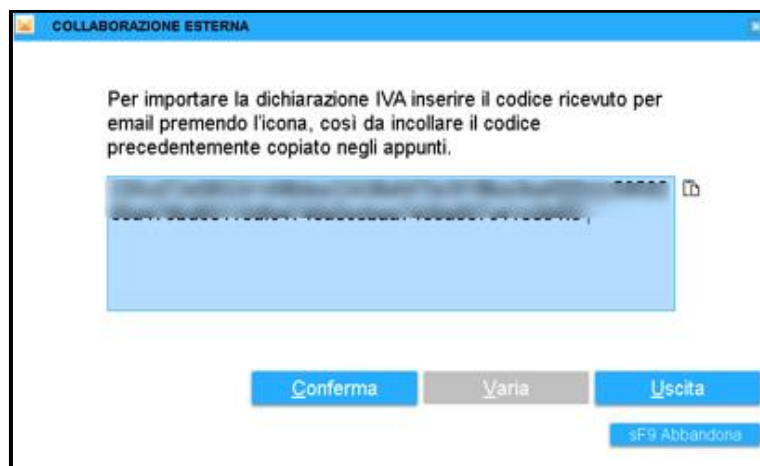 COLLABORAZIONE ESTERNA
Per importare la dichiarazione IVA inserire il codice ricevuto per
email premendo l'icona, così da incollare il codice
precedentemente copiato negli appunti.
Conferma
Varia
Uscita
sF9 Abbandona